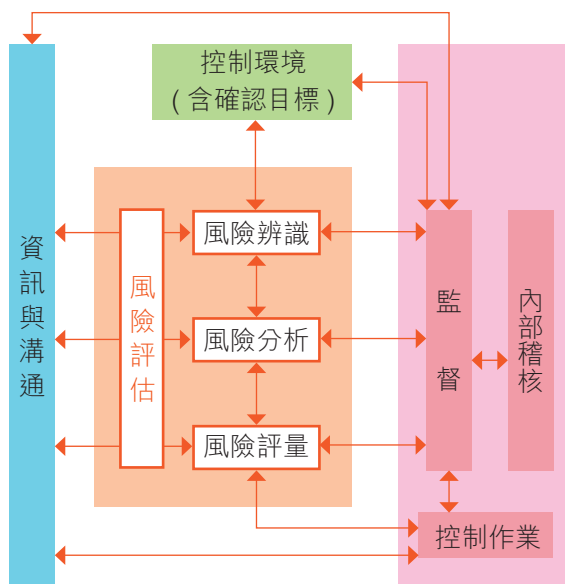 控制環境
（含確認目標）
資訊與溝通
風險評估
風險辨識
風險分析
風險評量
監督
內部稽核
控制作業